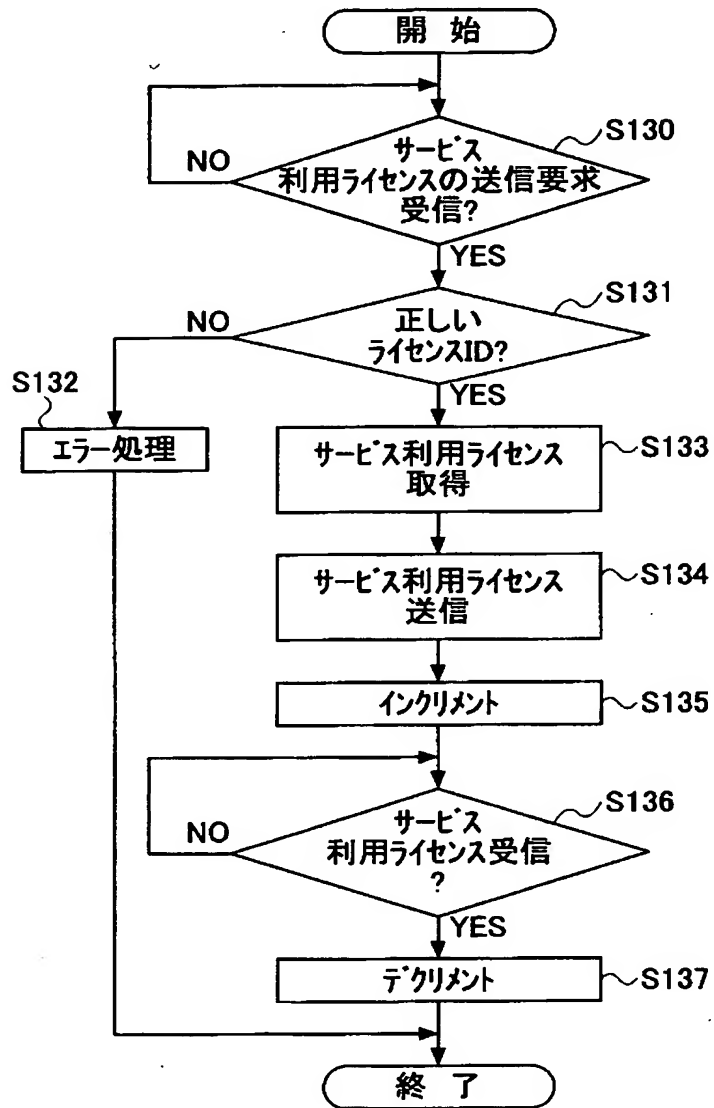 開 始
サービス
利用ライセンスの送信要求
受信?
S130
NO
YES
正しい
ライセンスID?
S131
NO
YES
S132
エラー処理
サービス利用ライセンス
取得
S133
サービス利用ライセンス
送信
S134
インクリメント
S135
サービス
利用ライセンス受信
?
S136
NO
YES
デクリメント
S137
終 了